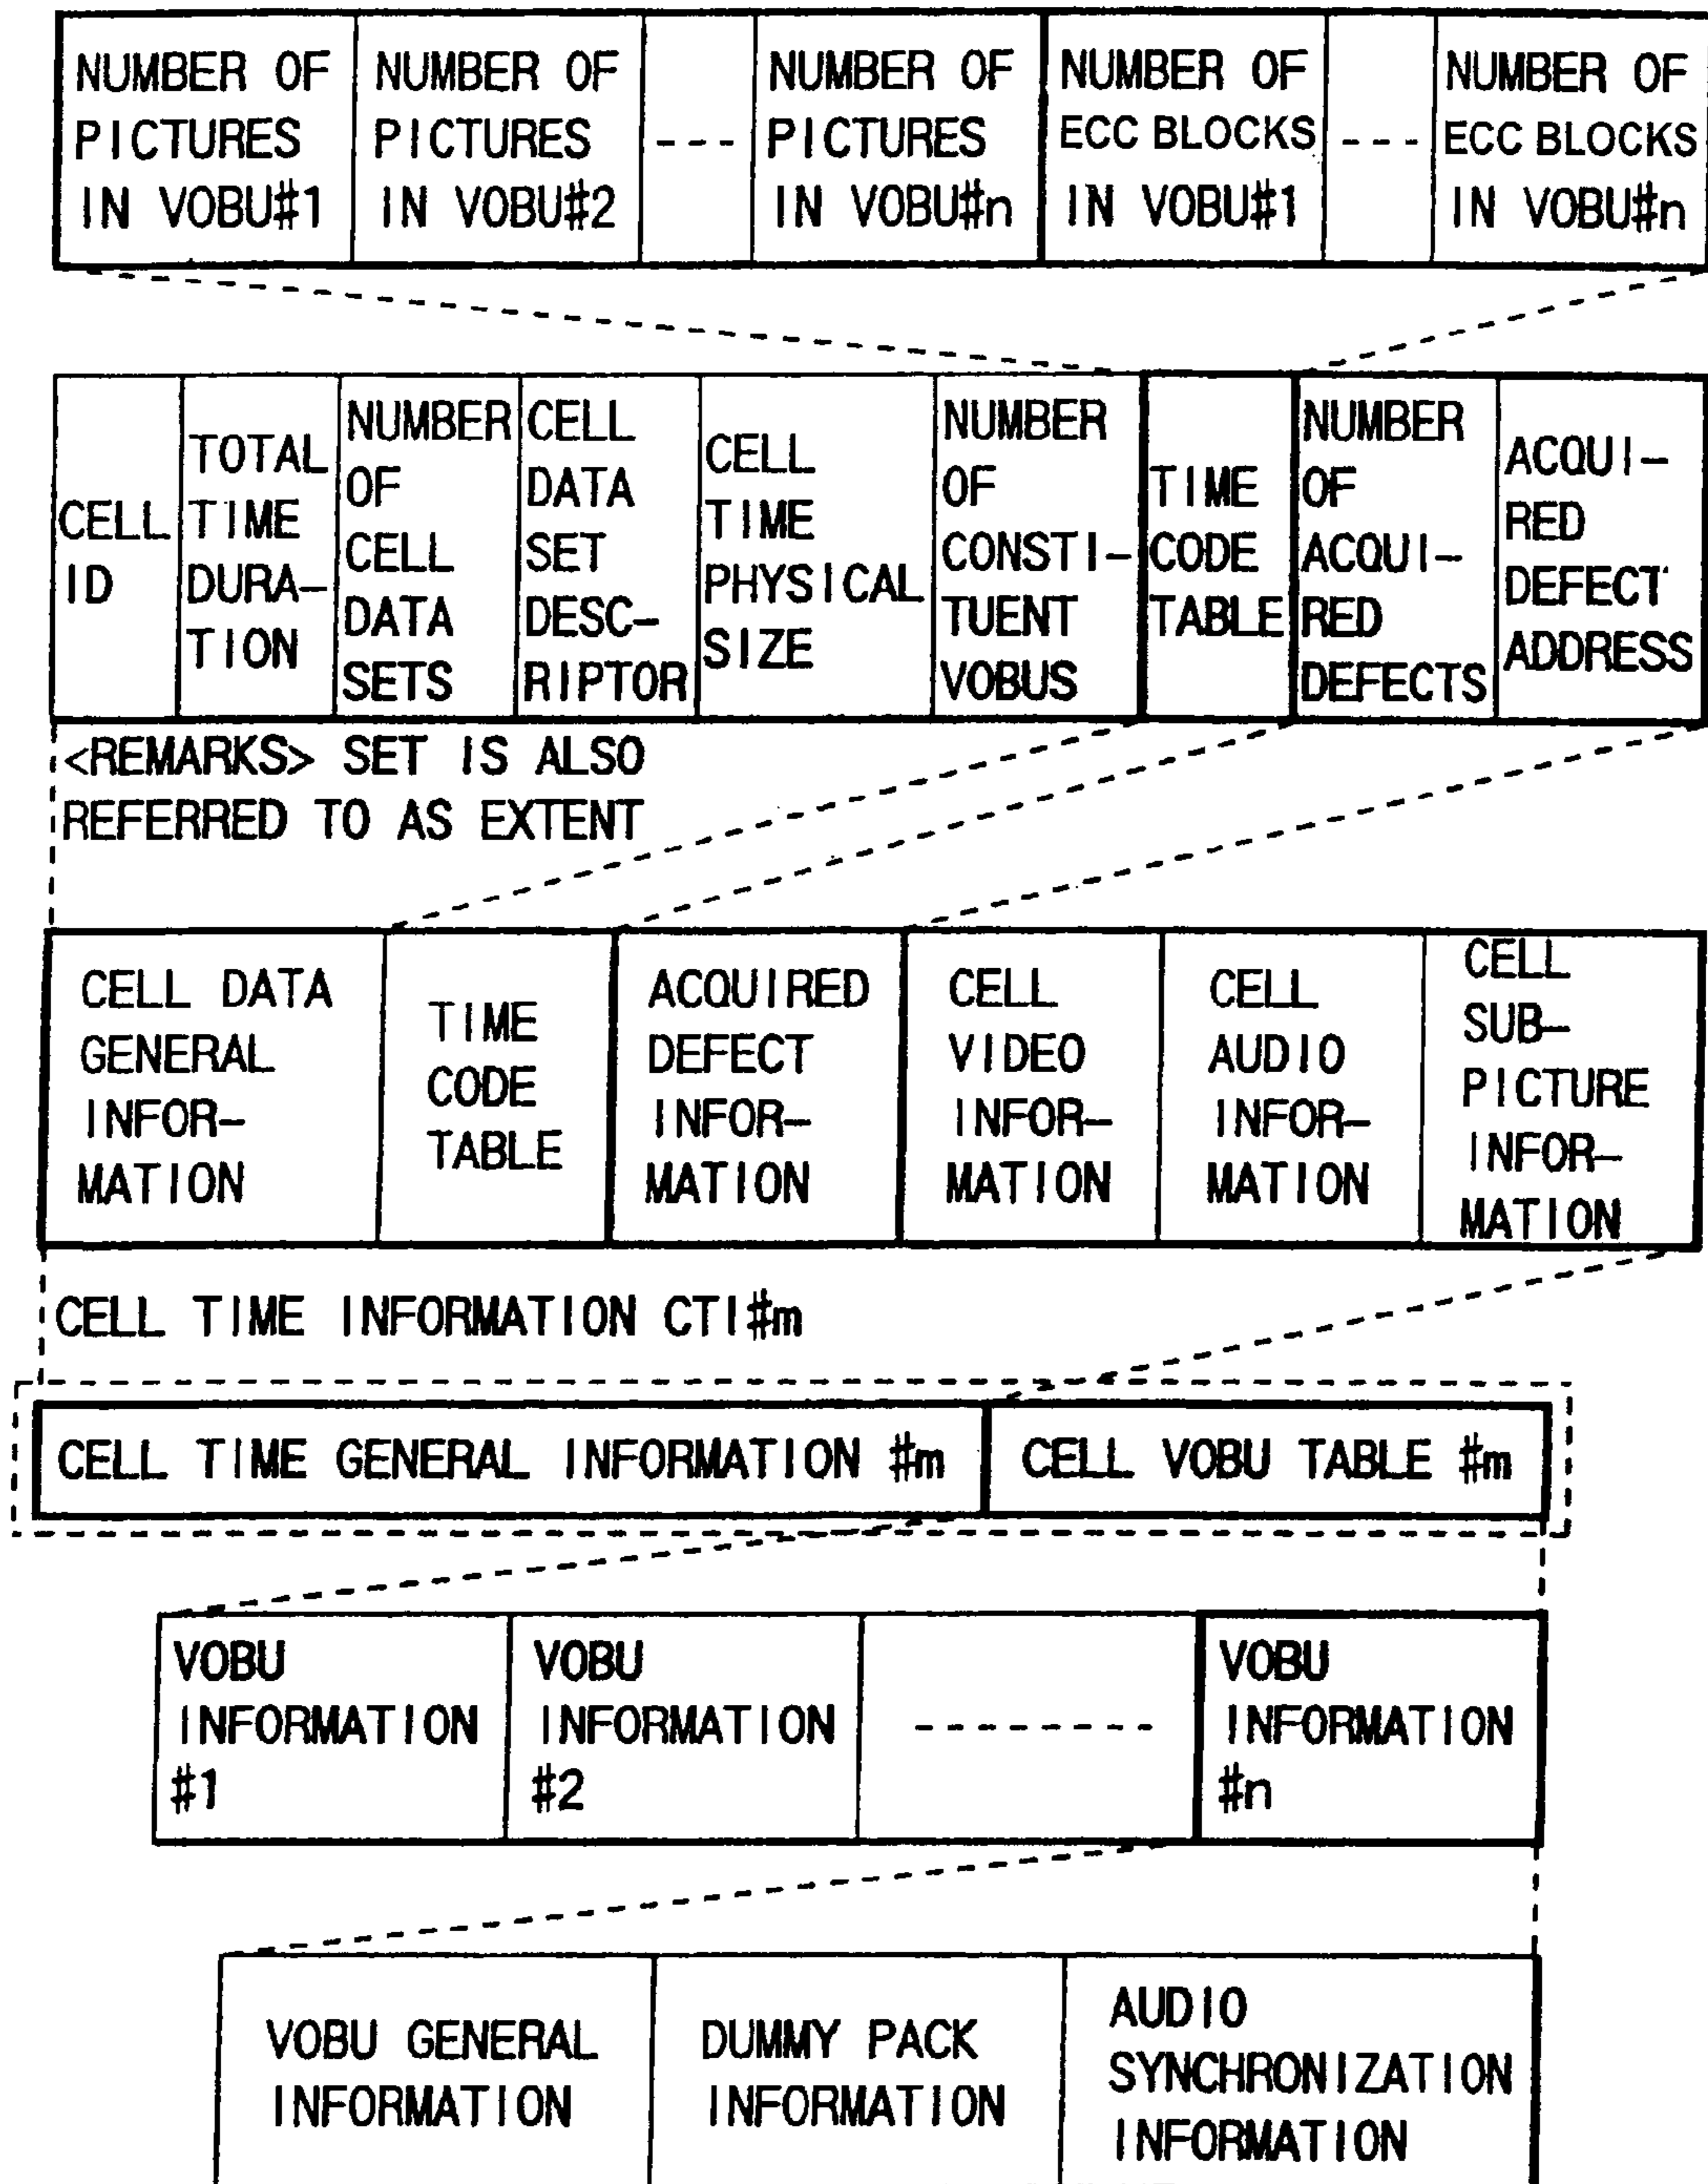 NUMBER OF
PICTURES
IN VOBU#1
NUMBER OF
PICTURES
IN VOBU#2
NUMBER OF
PICTURES
IN VOBU#n
NUMBER OF
ECC BLOCKS
IN VOBU#1
NUMBER OF
ECC BLOCKS
IN VOBU#n
CELL
ID
TOTAL
TIME
DURA-
TION
NUMBER
OF
CELL
DATA
SETS
CELL
DATA
SET
DESC-
RIPTOR
CELL
TIME
PHYSICAL
SIZE
NUMBER
OF
CONSTI-
TUENT
VOBUS
TIME
CODE
TABLE
NUMBER
OF
ACQUI-
RED
DEFECTS
ACQUI-
RED
DEFECT
ADDRESS
<REMARKS> SET IS ALSO
REFERRED TO AS EXTENT
CELL DATA
GENERAL
INFOR-
MATION
TIME
CODE
TABLE
ACQUIRED
DEFECT
INFOR-
MATION
CELL
VIDEO
INFOR-
MATION
CELL
AUDIO
INFOR-
MATION
CELL
SUB-
PICTURE
INFOR-
MATION
CELL TIME INFORMATION CTI#m
CELL TIME GENERAL INFORMATION #m
CELL VOBU TABLE #m
VOBU
INFORMATION
#1
VOBU
INFORMATION
#2
VOBU
INFORMATION
#n
VOBU GENERAL
INFORMATION
DUMMY PACK
INFORMATION
AUDIO
SYNCHRONIZATION
INFORMATION